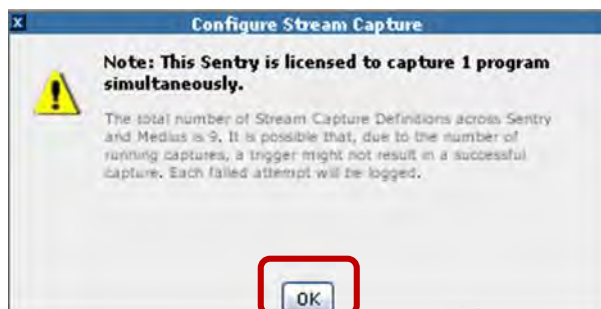 x
Configure Stream Capture
Note: This Sentry is licensed to capture 1 program
simultaneously.
The total number of Stream Capture Definitions across Sentry
and Medius is 9. It is possible that, due to the number of
running captures, a trigger might not result in a successful
capture. Each failed attempt will be logged.
OK